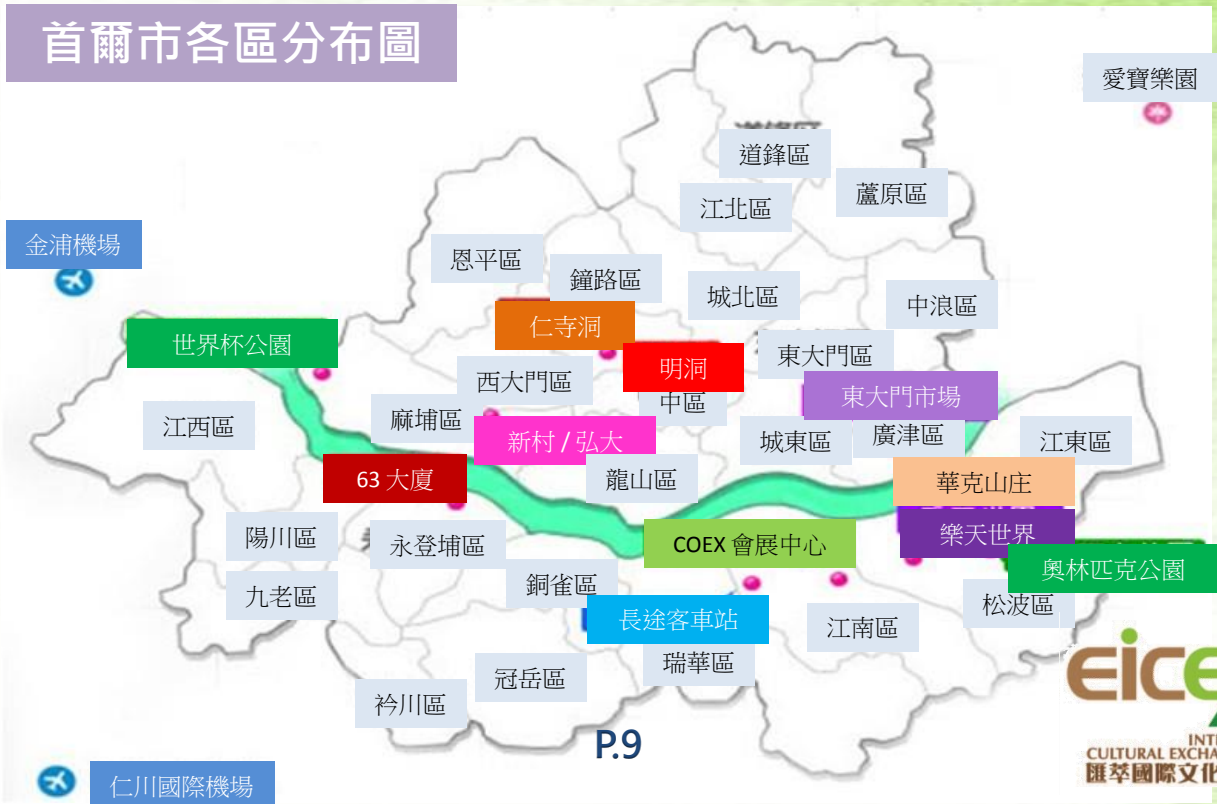 首爾市各區分布圖
愛寶樂園
道鋒區
江北區
蘆原區
金浦機場
恩平區
鐘路區
城北區
中浪區
仁寺洞
世界杯公園
明洞
東大門區
西大門區
中區
東大門市場
江西區
麻埔區
新村 / 弘大
城東區
廣津區
江東區
63 大廈
龍山區
華克山庄
陽川區
永登埔區
COEX 會展中心
樂天世界
奧林匹克公園
九老區
銅雀區
長途客車站
江南區
松波區
瑞華區
冠岳區
衿川區
P.9
仁川國際機場
eice
INT
CULTURAL EXCHA
匯萃國際文化